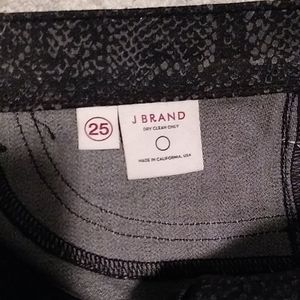 25
J BRAND
DRY CLEAN ONLY
MADE IN CALIFORNIA, USA